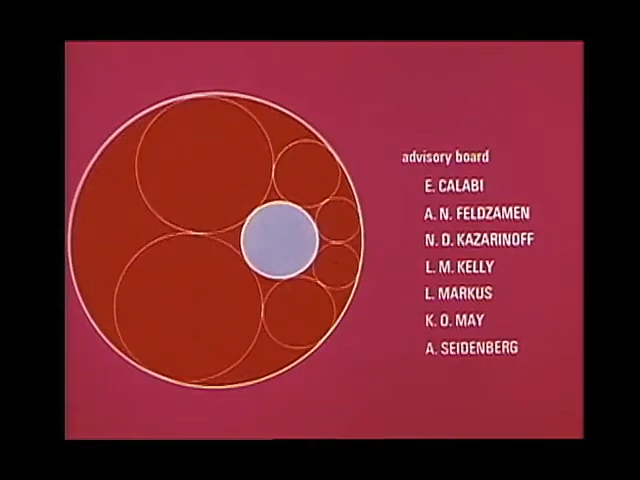 advisory board
E. CALABI
A. N. FELDZAMEN
N. D. KAZARINOFF
L. M. KELLY
L. MARKUS
K. O. MAY
A. SEIDENBERG